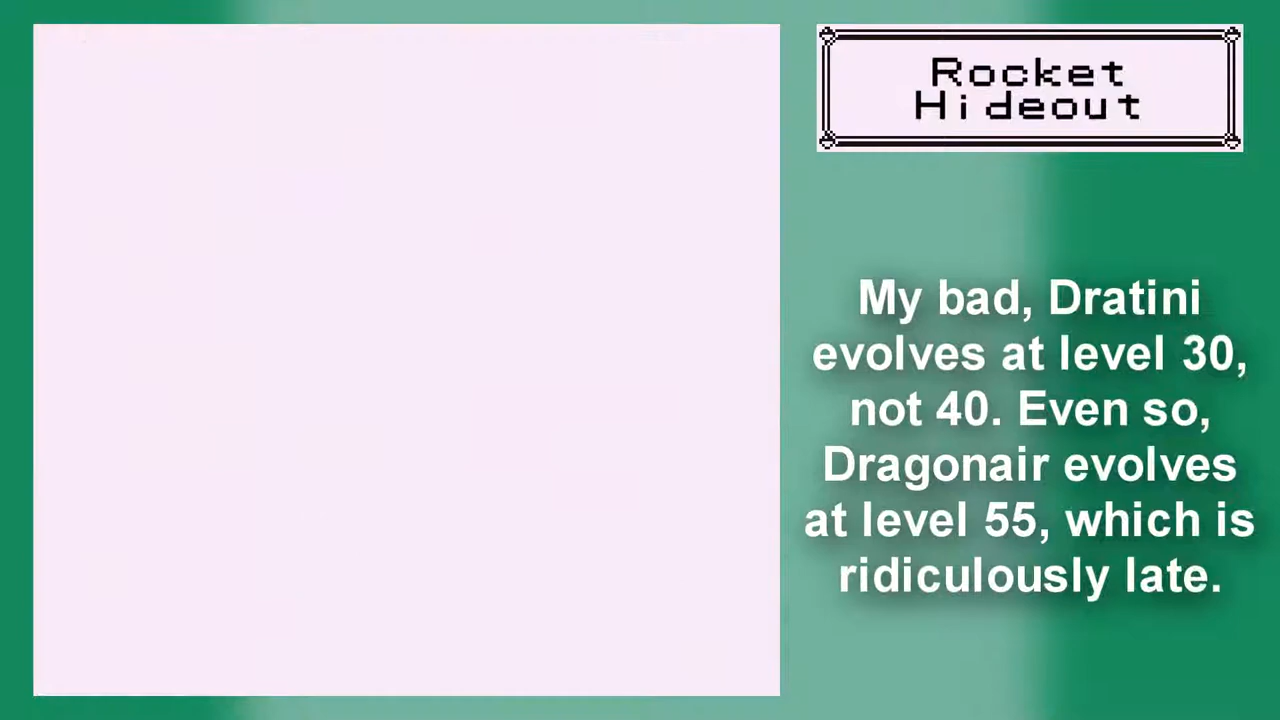 Rocket
Hideout
My bad, Dratini
evolves at level 30,
not 40. Even so,
Dragonair evolves
at level 55, which is
ridiculously late.